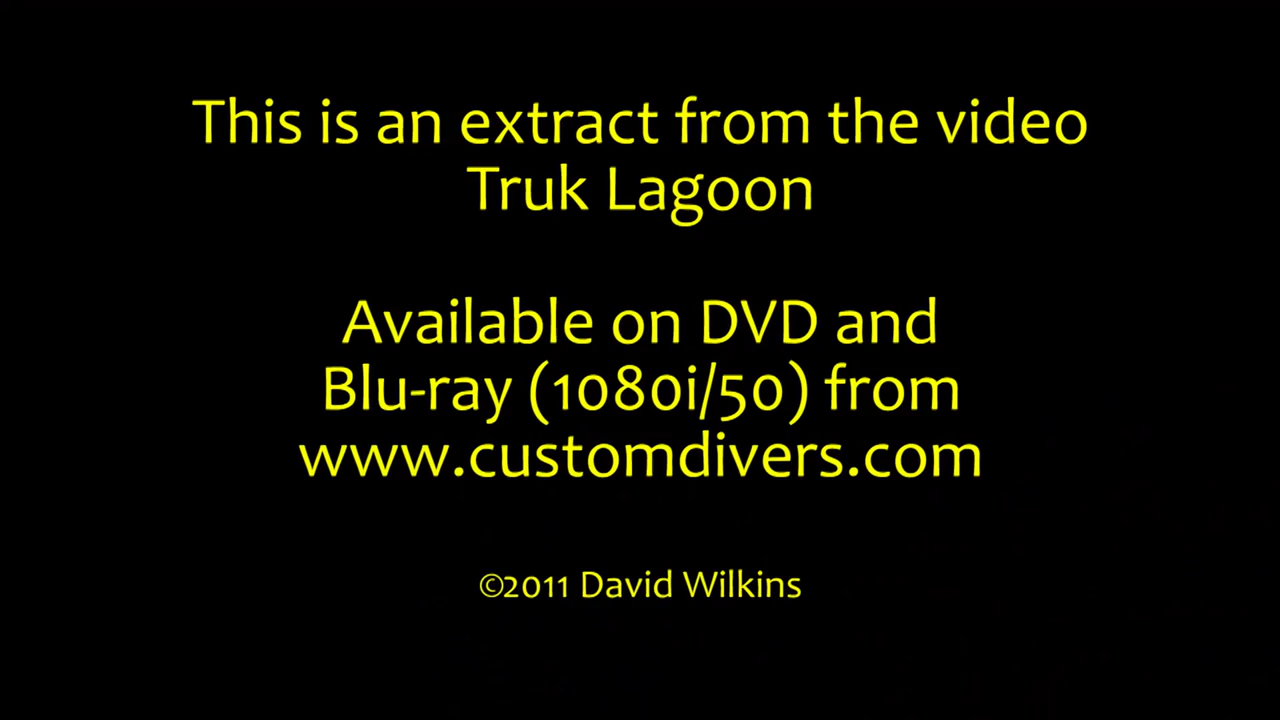 This is an extract from the video
Truk Lagoon
Available on DVD and
Blu-ray (1080i/50) from
www.customdivers.com
©2011 David Wilkins